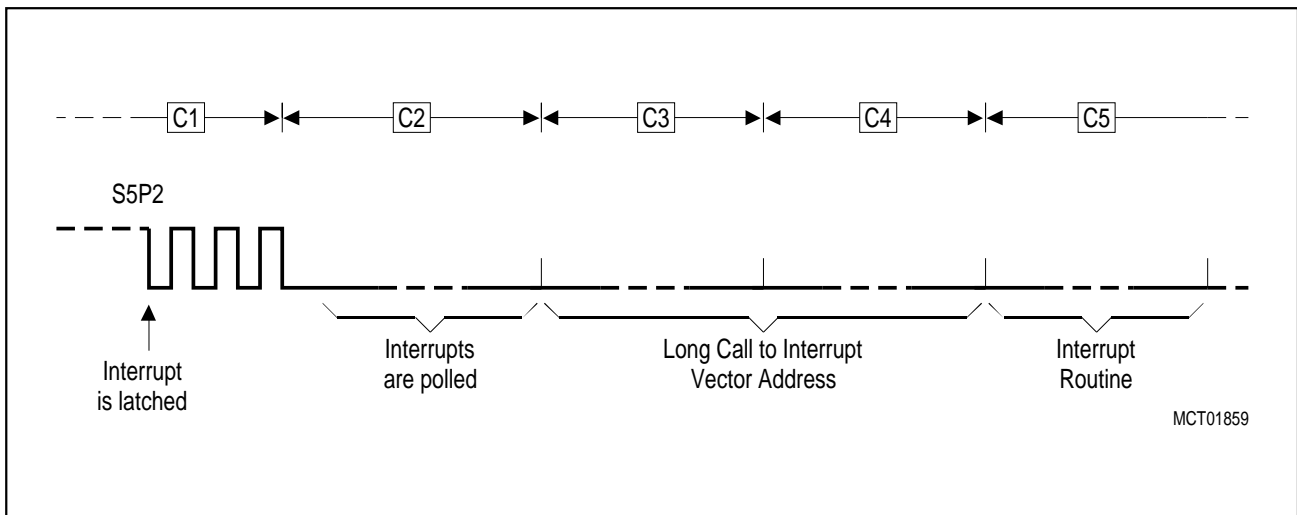 C1
C2
C3
C4
C5
S5P2
Interrupt
is latched
Interrupts
are polled
Long Call to Interrupt
Vector Address
Interrupt
Routine
MCT01859